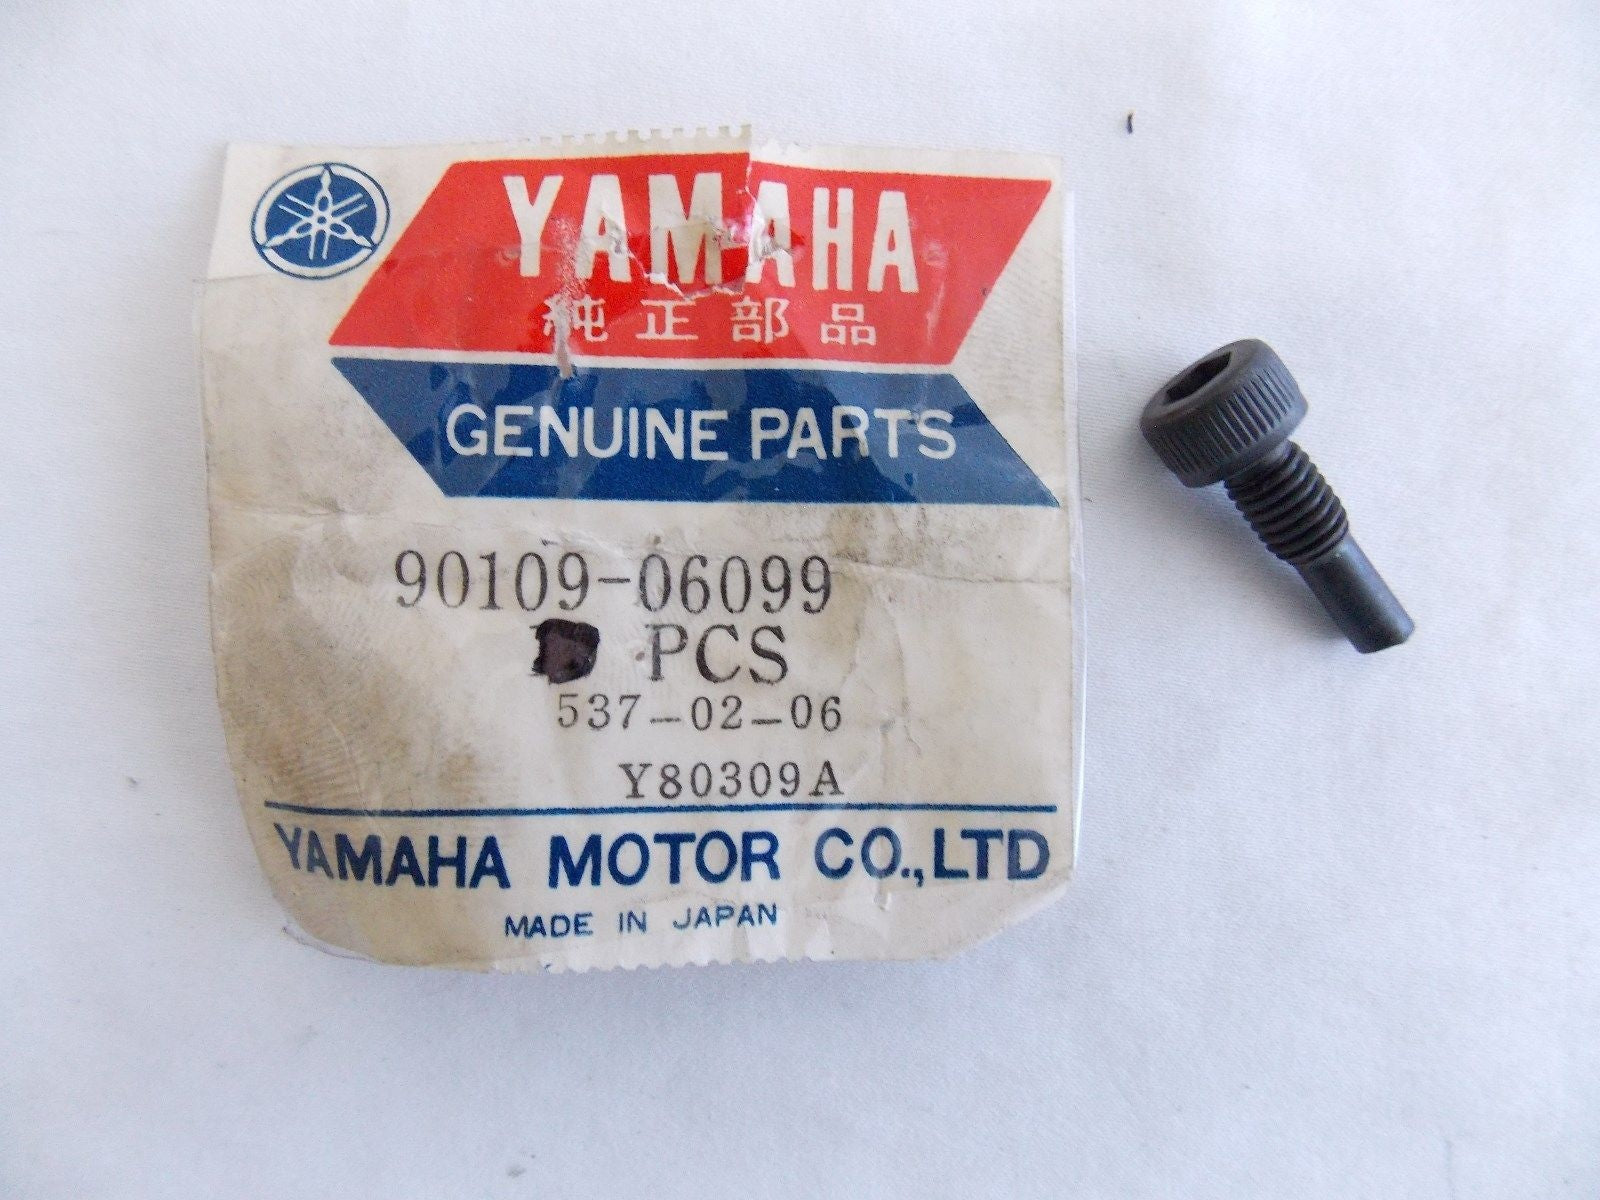 YAMAHA
純正部品
GENUINE PARTS
90109-06099
PCS
537-02-06
Y80309A
YAMAHA MOTOR CO.,LTD
MADE IN JAPAN